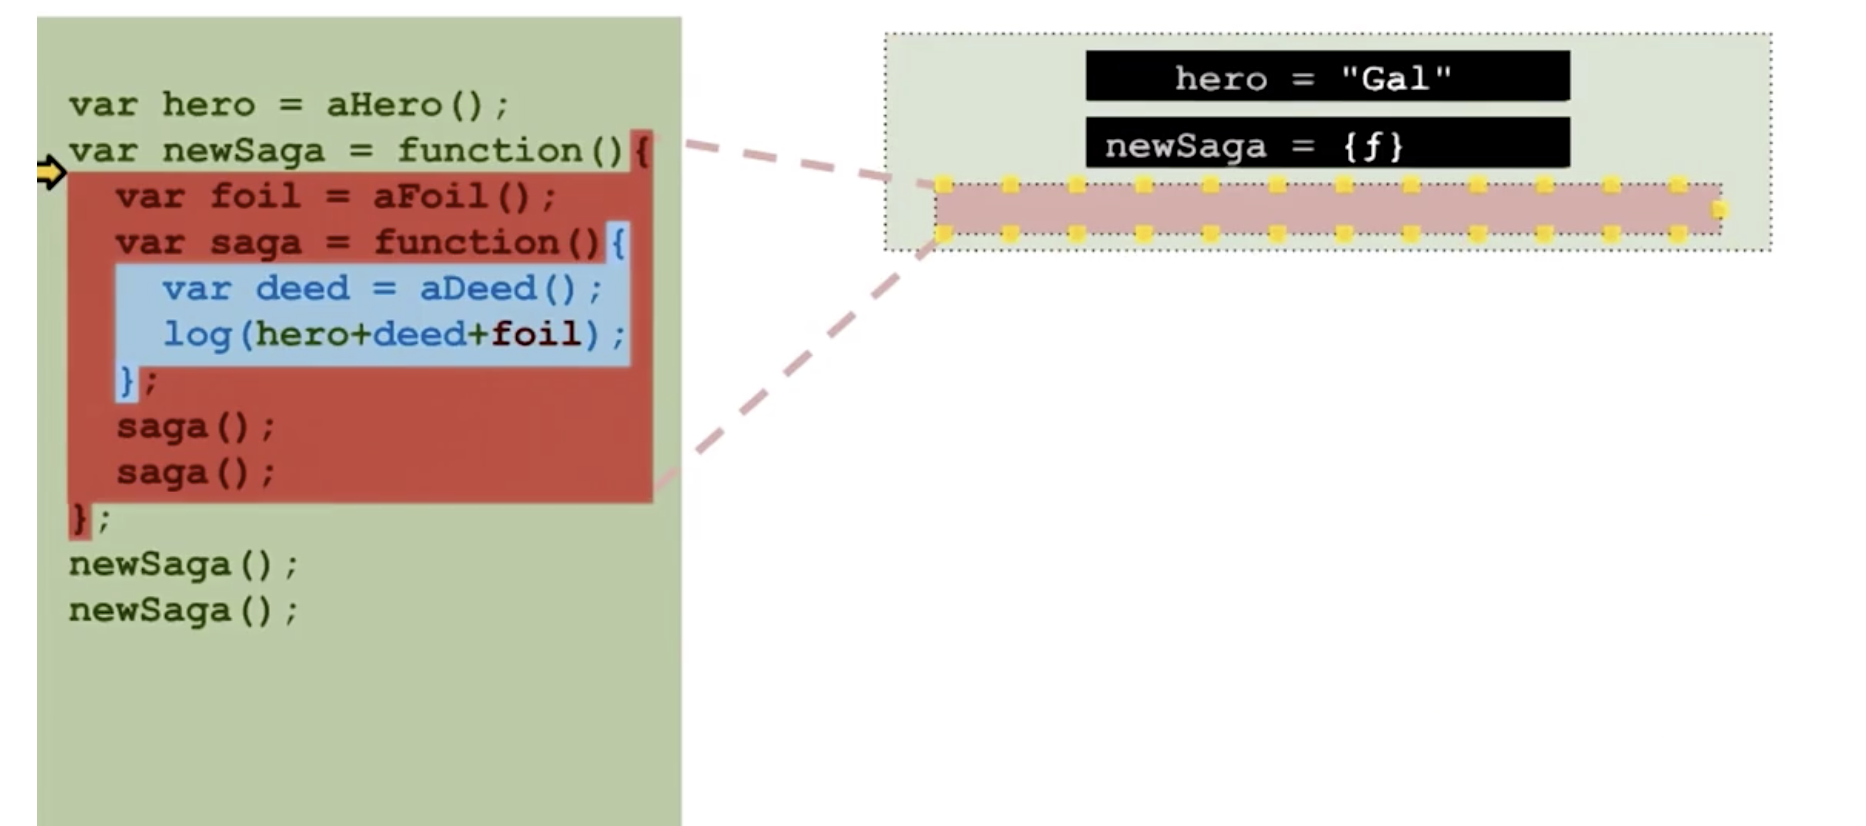 var hero = aHero();
var newSaga = function(){
var foil = aFoil();
var saga = function(){
var deed = aDeed();
log(hero+deed+foil);
};
saga();
saga();
};
newSaga();
newSaga();
hero = "Gal"
newSaga = {ƒ}